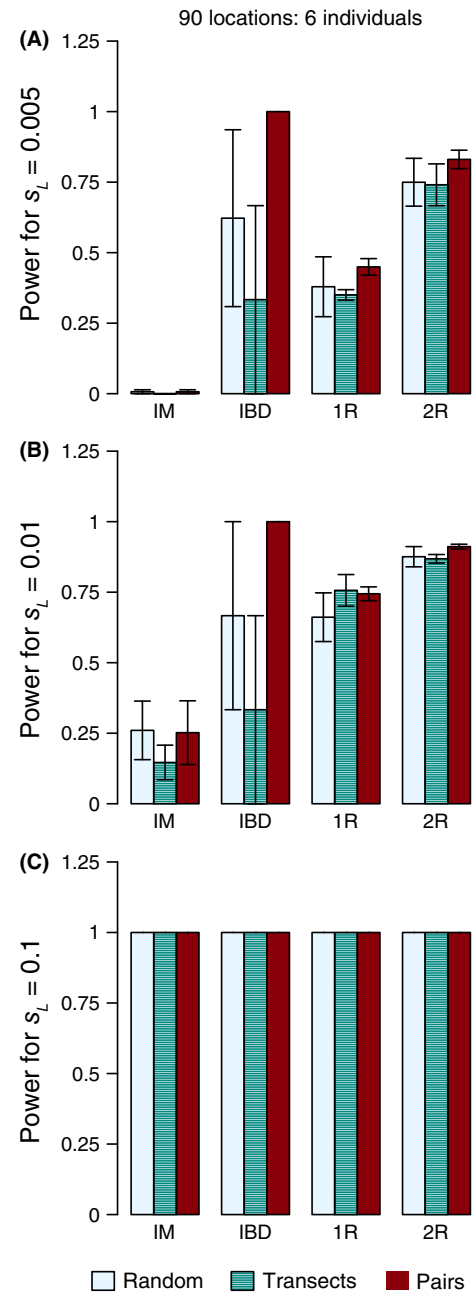 90 locations: 6 individuals
(A)
Power for s_L = 0.005
1.25
1
0.75
0.5
0.25
0
IM IBD 1R 2R
(B)
Power for s_L = 0.01
1.25
1
0.75
0.5
0.25
0
IM IBD 1R 2R
(C)
Power for s_L = 0.1
1.25
1
0.75
0.5
0.25
0
IM IBD 1R 2R
Random Transects Pairs